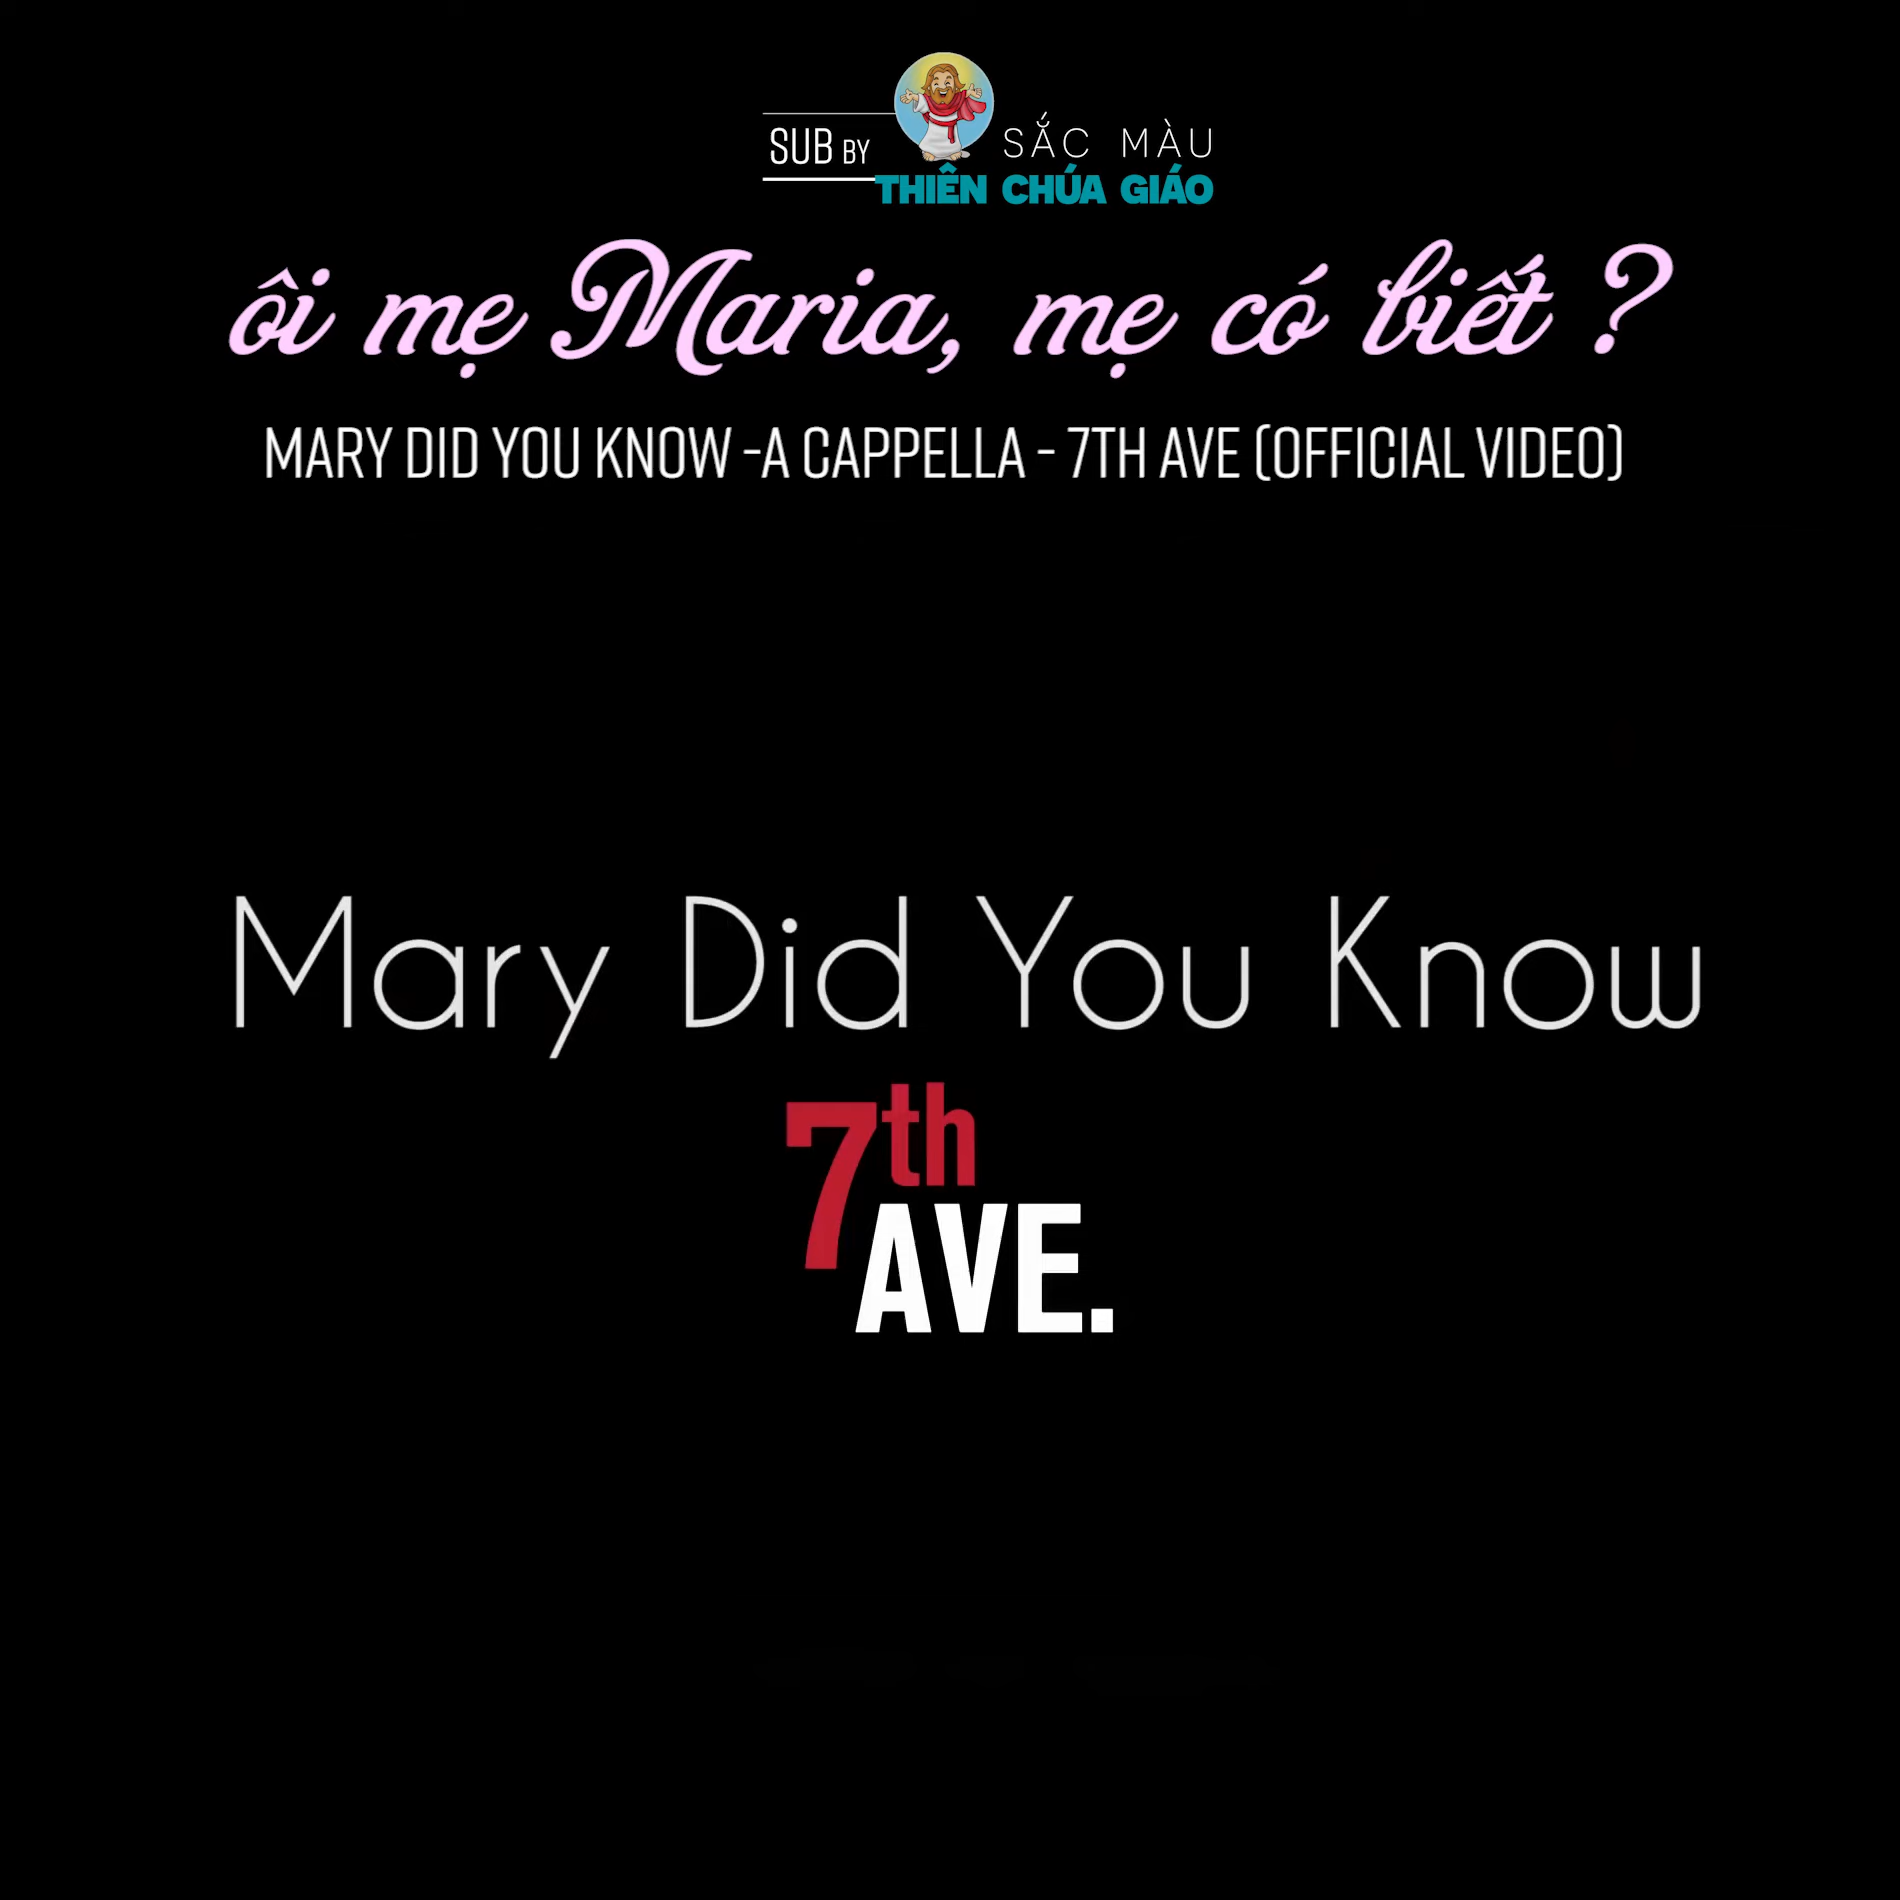 SUB BY SẮC MÀU
THIÊN CHÚA GIÁO
ôi mẹ Maria, mẹ có biết ?
MARY DID YOU KNOW -A CAPPELLA - 7TH AVE (OFFICIAL VIDEO)
Mary Did You Know
7th
AVE.